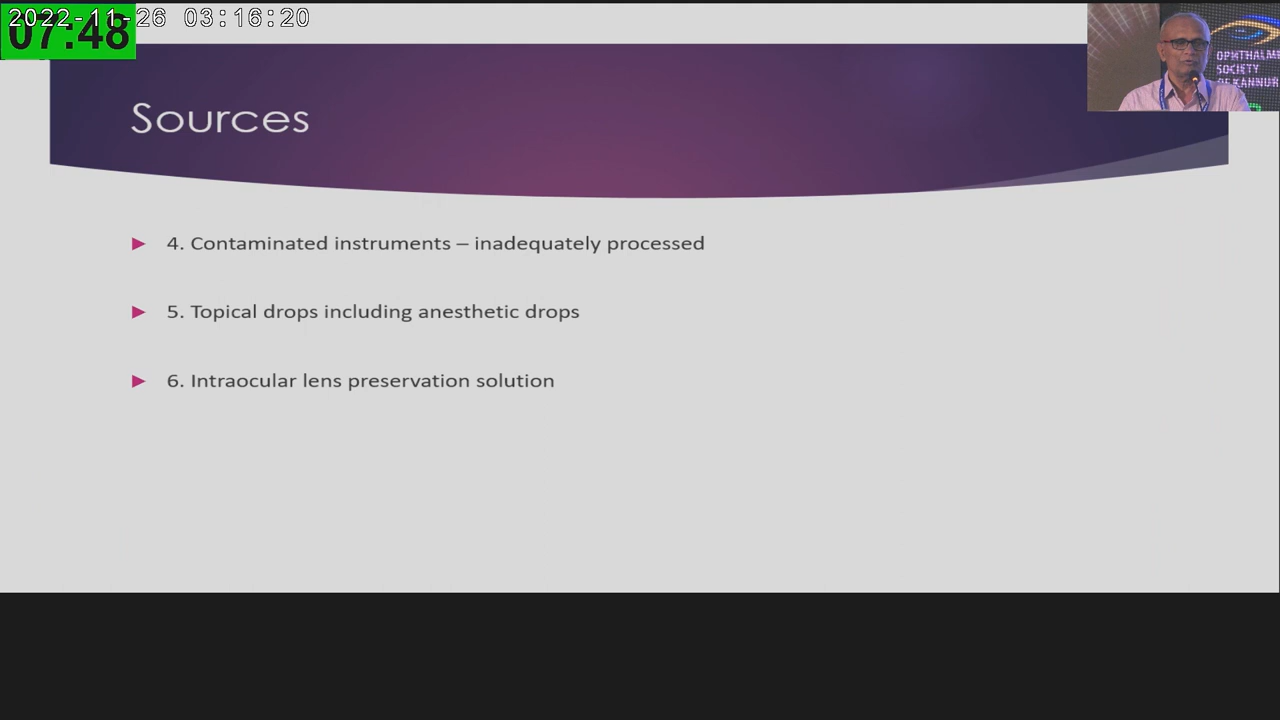 2022-11-26 03:16:20
07:48
OPHTHALM
SOCIETY
OF KANNUR
Sources
4. Contaminated instruments – inadequately processed
5. Topical drops including anesthetic drops
6. Intraocular lens preservation solution